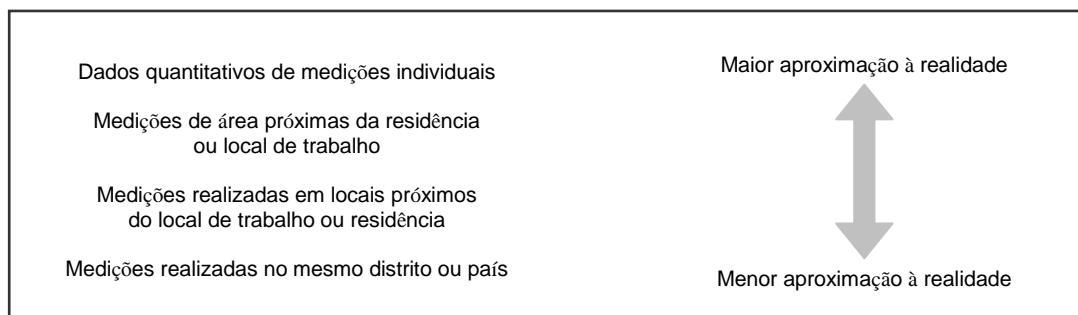 Dados quantitativos de medições individuais
Medições de área próximas da residência
ou local de trabalho
Medições realizadas em locais próximos
do local de trabalho ou residência
Medições realizadas no mesmo distrito ou país
Maior aproximação à realidade
Menor aproximação à realidade